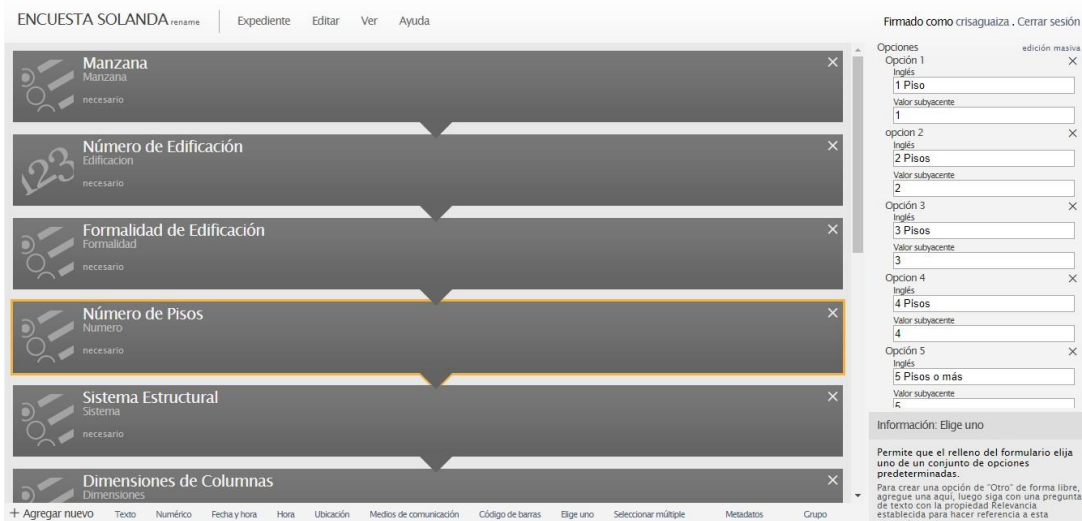 ENCUESTA SOLANDA rename Expediente Editar Ver Ayuda
Firmado como crisaguaiza . Cerrar sesión
Manzana
Manzana
necesario
123
Número de Edificación
Edificacion
necesario
Formalidad de Edificación
Formalidad
necesario
Número de Pisos
Numero
necesario
Sistema Estructural
Sistema
necesario
Dimensiones de Columnas
Dimensiones
+ Agregar nuevo Texto Numérico Fecha y hora Hora Ubicación Medios de comunicación Código de barras Elige uno Seleccionar múltiple Metadatos Grupo
Opciones edición masiva
Opción 1
Inglés
1 Piso
Valor subyacente
1
opcion 2
Inglés
2 Pisos
Valor subyacente
2
Opción 3
Inglés
3 Pisos
Valor subyacente
3
Opcion 4
Inglés
4 Pisos
Valor subyacente
4
Opción 5
Inglés
5 Pisos o más
Valor subyacente
5
Información: Elige uno
Permite que el relleno del formulario elija
uno de un conjunto de opciones
predeterminadas.
Para crear una opción de "Otro" de forma libre,
agregue una aquí, luego siga con una pregunta
de texto con la propiedad Relevancia
establecida para hacer referencia a esta